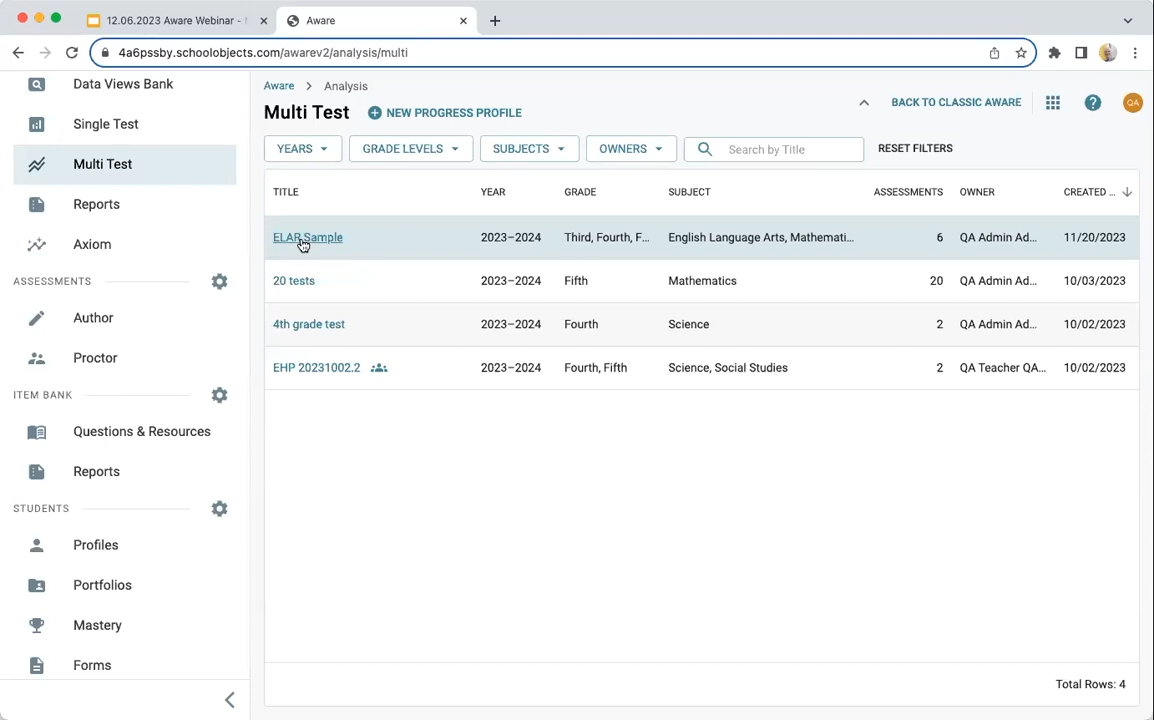 12.06.2023 Aware Webinar -
Aware
4a6pssby.schoolobjects.com/awarev2/analysis/multi
Data Views Bank
Single Test
Multi Test
Reports
Axiom
ASSESSMENTS
Author
Proctor
ITEM BANK
Questions & Resources
Reports
STUDENTS
Profiles
Portfolios
Mastery
Forms
Aware > Analysis
Multi Test NEW PROGRESS PROFILE
BACK TO CLASSIC AWARE QA
YEARS GRADE LEVELS SUBJECTS OWNERS Search by Title RESET FILTERS
TITLE YEAR GRADE SUBJECT ASSESSMENTS OWNER CREATED ...
ELAR Sample 2023–2024 Third, Fourth, F... English Language Arts, Mathemati... 6 QA Admin Ad... 11/20/2023
20 tests 2023–2024 Fifth Mathematics 20 QA Admin Ad... 10/03/2023
4th grade test 2023–2024 Fourth Science 2 QA Admin Ad... 10/02/2023
EHP 20231002.2 2023–2024 Fourth, Fifth Science, Social Studies 2 QA Teacher QA... 10/02/2023
Total Rows: 4